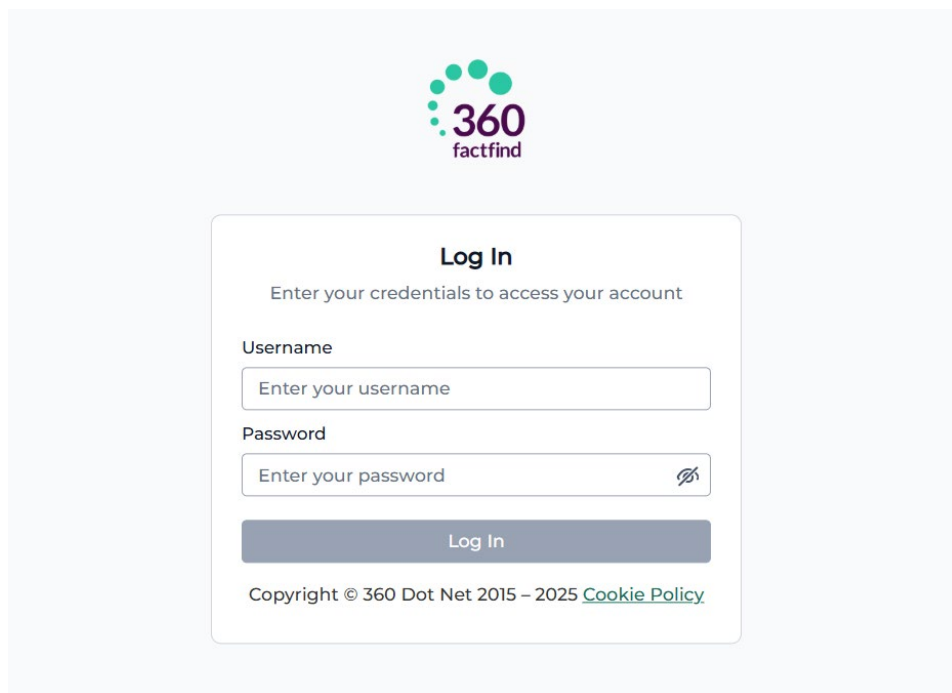 360
factfind
Log In
Enter your credentials to access your account
Username
Enter your username
Password
Enter your password
Log In
Copyright © 360 Dot Net 2015 – 2025 Cookie Policy